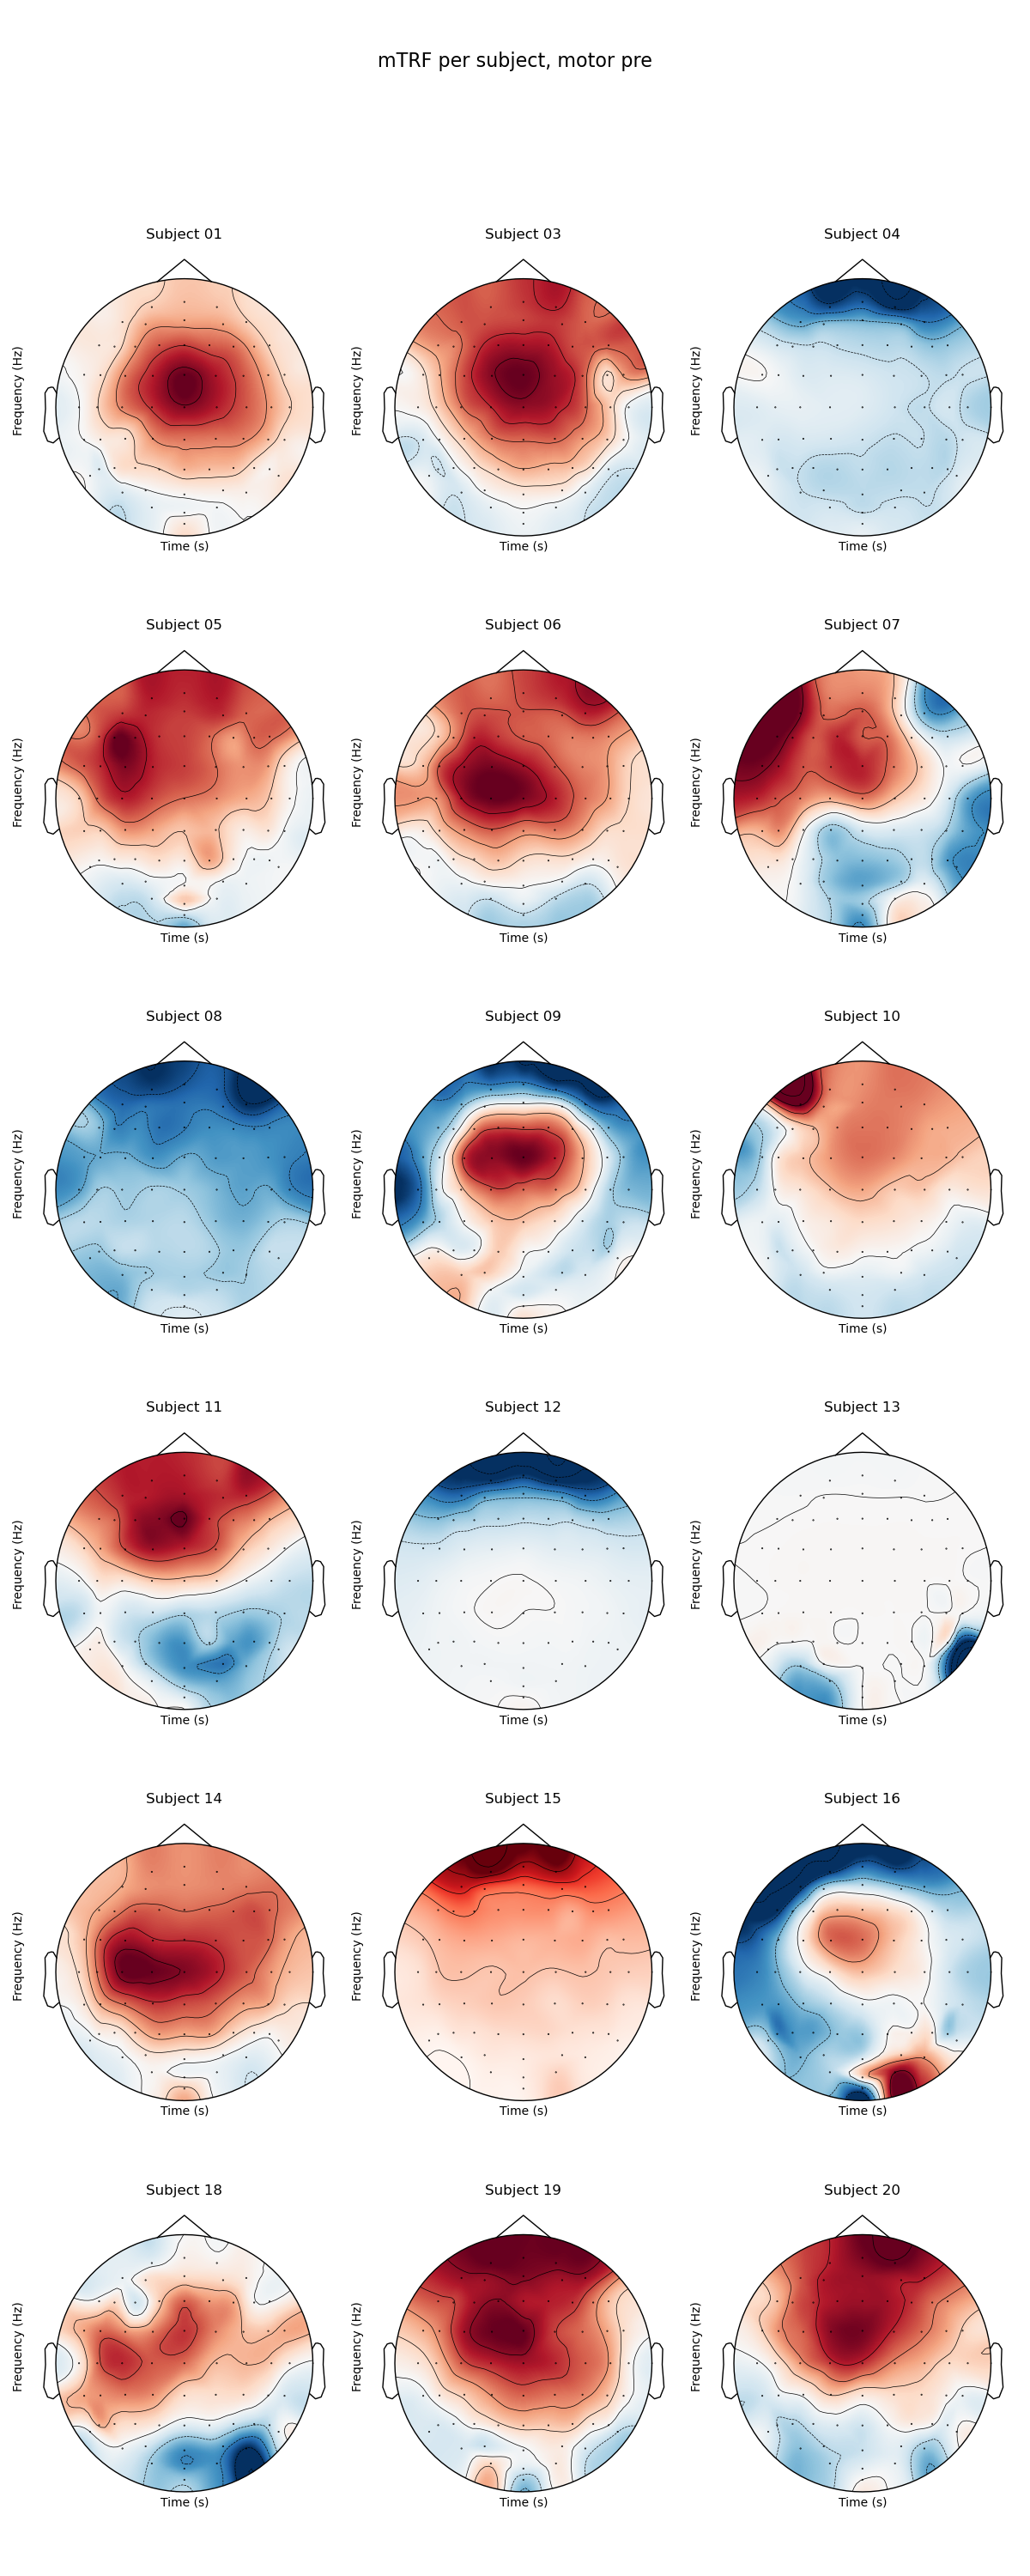 mTRF per subject, motor pre
Subject 01
Subject 03
Subject 04
Frequency (Hz)
Frequency (Hz)
Frequency (Hz)
Time (s)
Time (s)
Time (s)
Subject 05
Subject 06
Subject 07
Frequency (Hz)
Frequency (Hz)
Frequency (Hz)
Time (s)
Time (s)
Time (s)
Subject 08
Subject 09
Subject 10
Frequency (Hz)
Frequency (Hz)
Frequency (Hz)
Time (s)
Time (s)
Time (s)
Subject 11
Subject 12
Subject 13
Frequency (Hz)
Frequency (Hz)
Frequency (Hz)
Time (s)
Time (s)
Time (s)
Subject 14
Subject 15
Subject 16
Frequency (Hz)
Frequency (Hz)
Frequency (Hz)
Time (s)
Time (s)
Time (s)
Subject 18
Subject 19
Subject 20
Frequency (Hz)
Frequency (Hz)
Frequency (Hz)
Time (s)
Time (s)
Time (s)